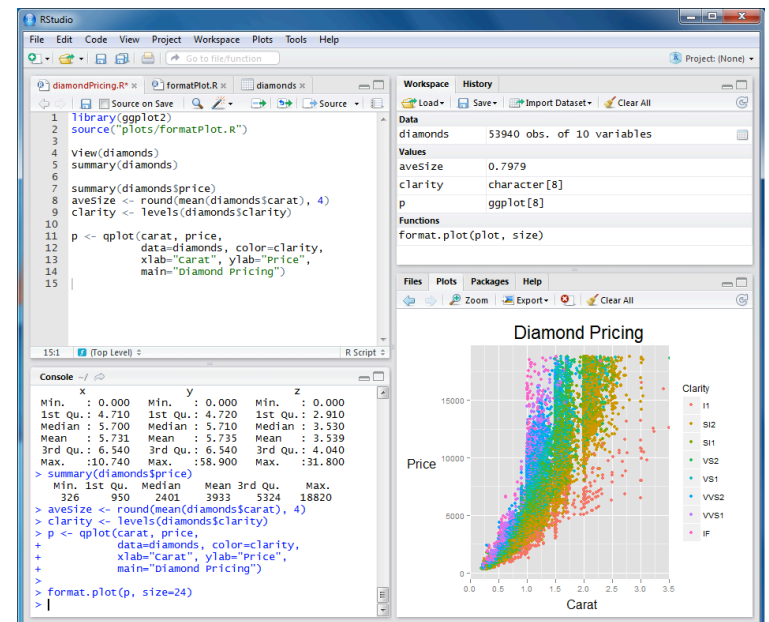 RStudio
File Edit Code View Project Workspace Plots Tools Help
Go to file/function
Project: (None)
diamondPricing.R* formatPlot.R diamonds
Source on Save Source
1 library(ggplot2)
2 source("plots/formatPlot.R")
3
4 View(diamonds)
5 summary(diamonds)
6
7 summary(diamonds$price)
8 aveSize <- round(mean(diamonds$carat), 4)
9 clarity <- levels(diamonds$clarity)
10
11 p <- qplot(carat, price,
12 data=diamonds, color=clarity,
13 xlab="Carat", ylab="Price",
14 main="Diamond Pricing")
15
15:1 (Top Level) R Script
Console ~/
x y z
Min. : 0.000 Min. : 0.000 Min. : 0.000
1st Qu.: 4.710 1st Qu.: 4.720 1st Qu.: 2.910
Median : 5.700 Median : 5.710 Median : 3.530
Mean : 5.731 Mean : 5.735 Mean : 3.539
3rd Qu.: 6.540 3rd Qu.: 6.540 3rd Qu.: 4.040
Max. :10.740 Max. :58.900 Max. :31.800
> summary(diamonds$price)
Min. 1st Qu. Median Mean 3rd Qu. Max.
326 950 2401 3933 5324 18820
> aveSize <- round(mean(diamonds$carat), 4)
> clarity <- levels(diamonds$clarity)
> p <- qplot(carat, price,
+ data=diamonds, color=clarity,
+ xlab="Carat", ylab="Price",
+ main="Diamond Pricing")
>
> format.plot(p, size=24)
>
Workspace History
Load Save Import Dataset Clear All
Data
diamonds 53940 obs. of 10 variables
Values
aveSize 0.7979
clarity character[8]
p ggplot[8]
Functions
format.plot(plot, size)
Files Plots Packages Help
Zoom Export Clear All
Diamond Pricing
Price
15000
10000
5000
0
0.0 0.5 1.0 1.5 2.0 2.5 3.0 3.5
Carat
Clarity
I1
SI2
SI1
VS2
VS1
VVS2
VVS1
IF